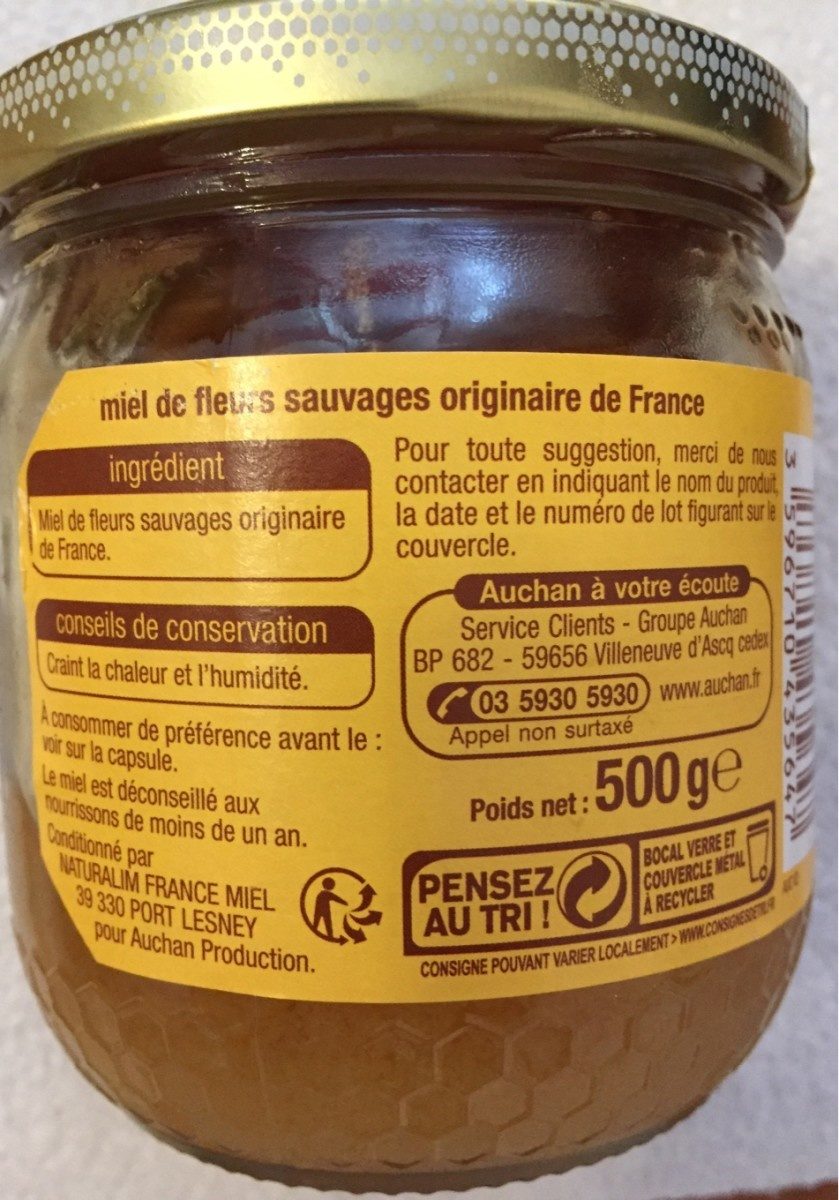 miel de fleurs sauvages originaire de France
ingrédient
Miel de fleurs sauvages originaire
de France.
conseils de conservation
Craint la chaleur et l'humidité.
À consommer de préférence avant le :
voir sur la capsule.
Le miel est déconseillé aux
nourrissons de moins de un an.
Conditionné par
NATURALIM FRANCE MIEL
39 330 PORT LESNEY
pour Auchan Production.
Pour toute suggestion, merci de nous
contacter en indiquant le nom du produit,
la date et le numéro de lot figurant sur le
couvercle.
Auchan à votre écoute
Service Clients - Groupe Auchan
BP 682 - 59656 Villeneuve d'Ascq cedex
03 5930 5930 www.auchan.fr
Appel non surtaxé
Poids net : 500 g e
PENSEZ
AU TRI !
BOCAL VERRE ET
COUVERCLE MÉTAL
À RECYCLER
CONSIGNE POUVANT VARIER LOCALEMENT > WWW.CONSIGNESDETRI.FR
3 596710 435647